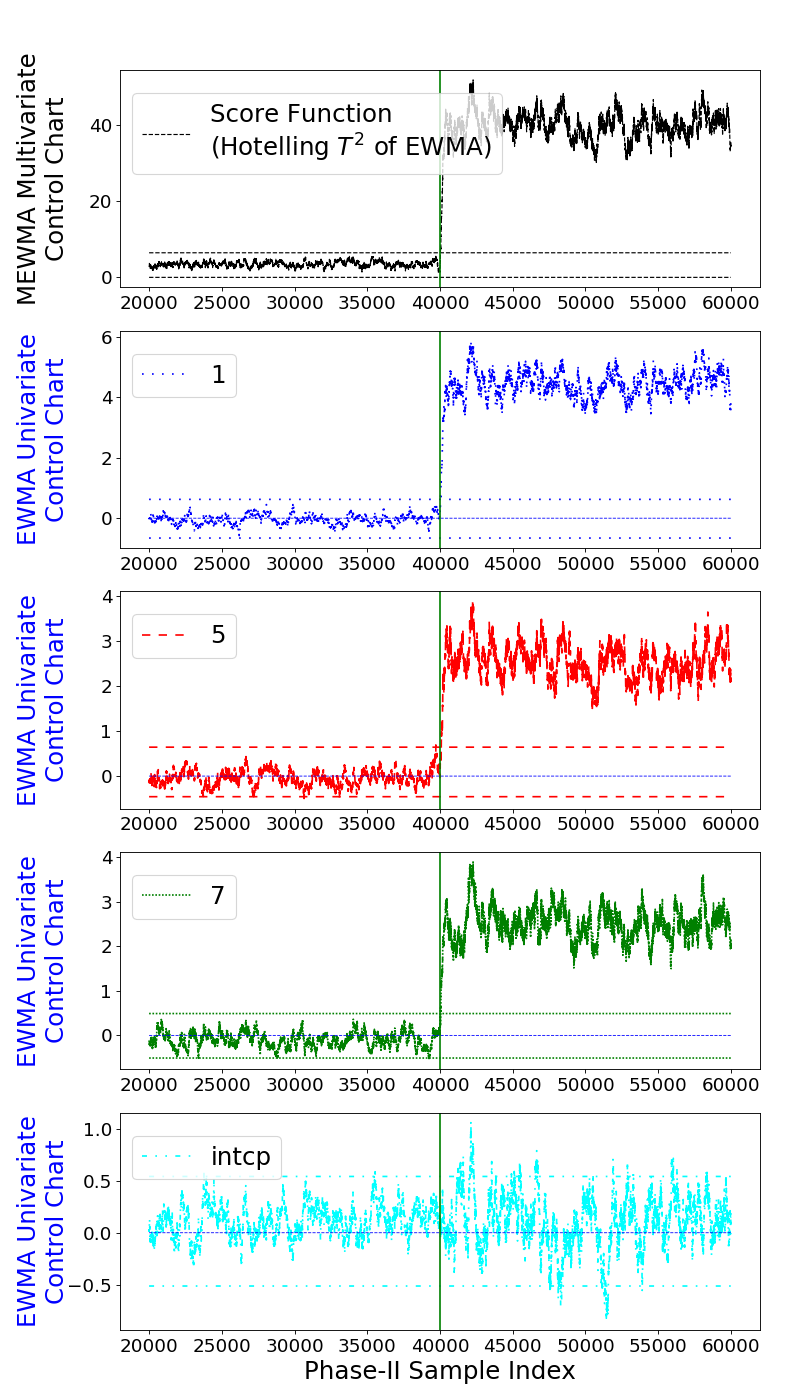 MEWMA Multivariate
Control Chart
Score Function
(Hotelling T² of EWMA)
40
20
0
20000 25000 30000 35000 40000 45000 50000 55000 60000
EWMA Univariate
Control Chart
1
6
4
2
0
20000 25000 30000 35000 40000 45000 50000 55000 60000
EWMA Univariate
Control Chart
5
4
3
2
1
0
20000 25000 30000 35000 40000 45000 50000 55000 60000
EWMA Univariate
Control Chart
7
4
3
2
1
0
20000 25000 30000 35000 40000 45000 50000 55000 60000
EWMA Univariate
Control Chart
intcp
1.0
0.5
0.0
−0.5
20000 25000 30000 35000 40000 45000 50000 55000 60000
Phase-II Sample Index